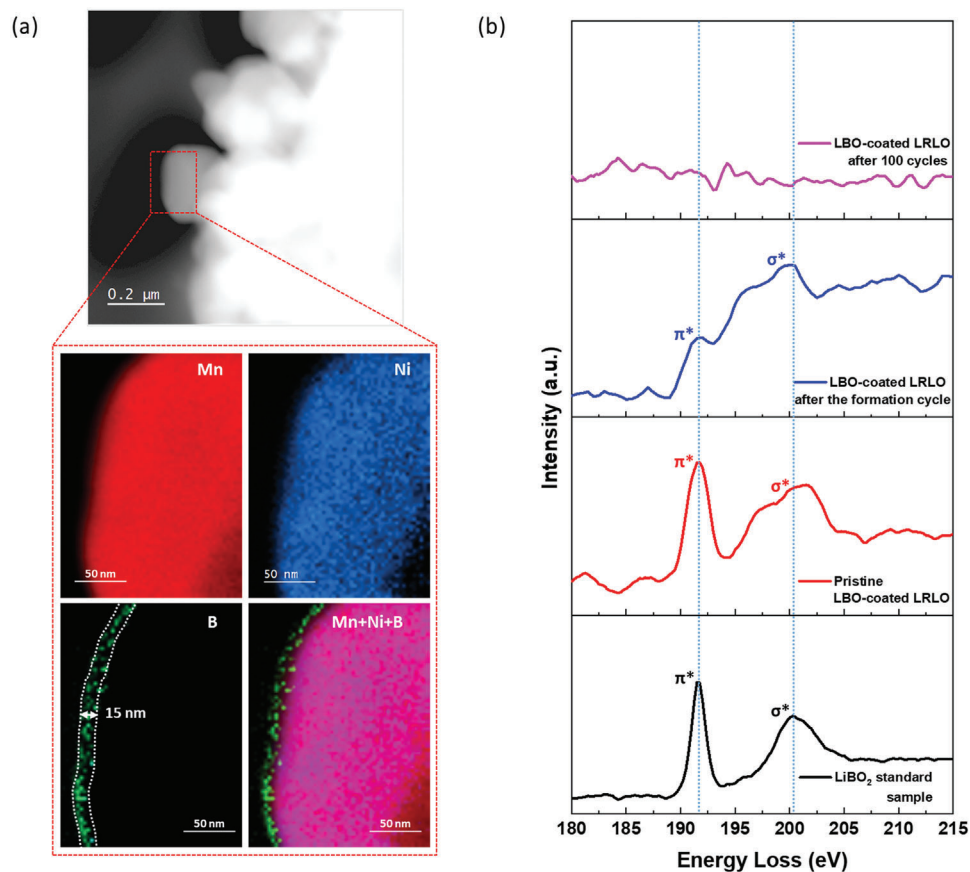 (a)
0.2 μm
Mn
50 nm
Ni
50 nm
B
15 nm
50 nm
Mn+Ni+B
50 nm
(b)
Intensity (a.u.)
LBO-coated LRLO
after 100 cycles
π*
σ*
LBO-coated LRLO
after the formation cycle
π*
σ*
Pristine
LBO-coated LRLO
π*
σ*
LiBO₂ standard
sample
180 185 190 195 200 205 210 215
Energy Loss (eV)